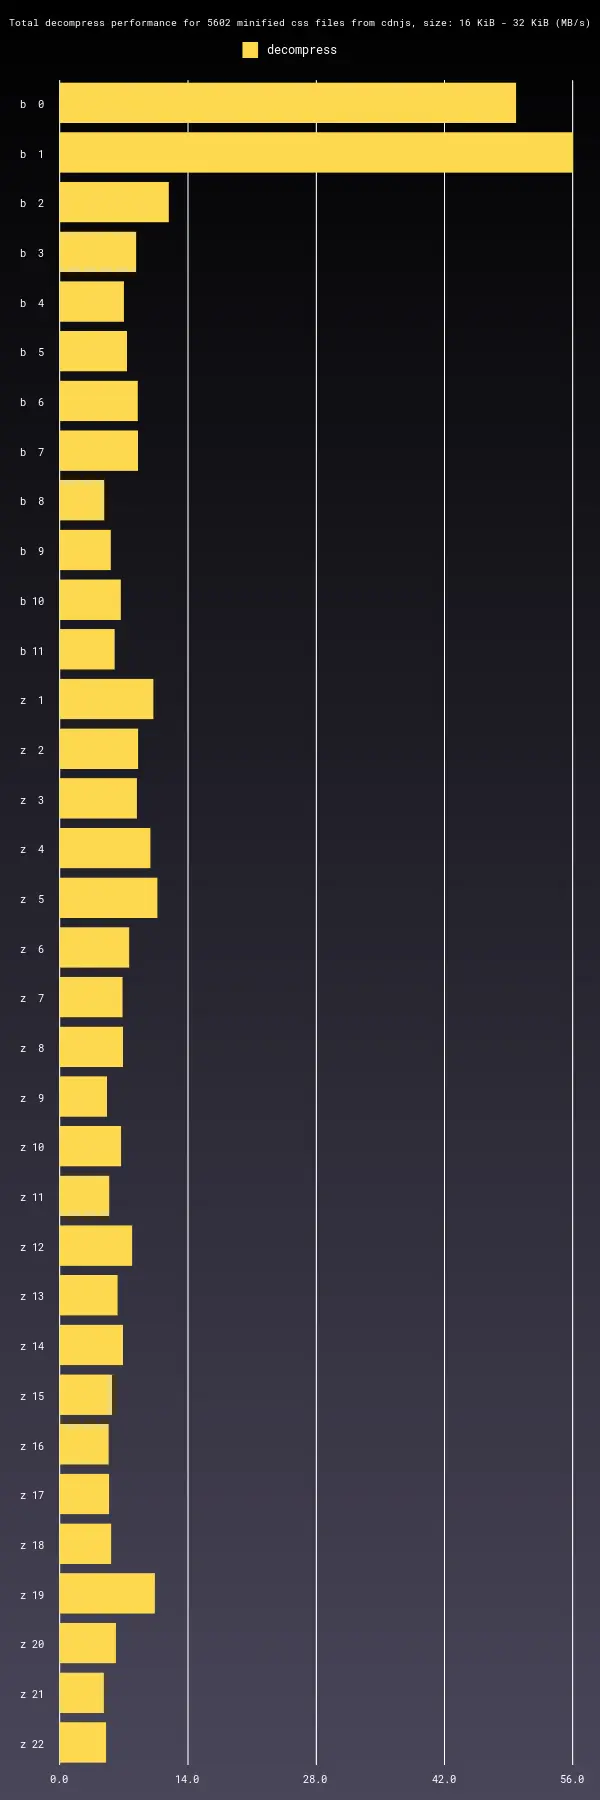 Total decompress performance for 5602 minified css files from cdnjs, size: 16 KiB - 32 KiB (MB/s)
decompress
b 0
b 1
b 2
b 3
b 4
b 5
b 6
b 7
b 8
b 9
b 10
b 11
z 1
z 2
z 3
z 4
z 5
z 6
z 7
z 8
z 9
z 10
z 11
z 12
z 13
z 14
z 15
z 16
z 17
z 18
z 19
z 20
z 21
z 22
0.0 14.0 28.0 42.0 56.0